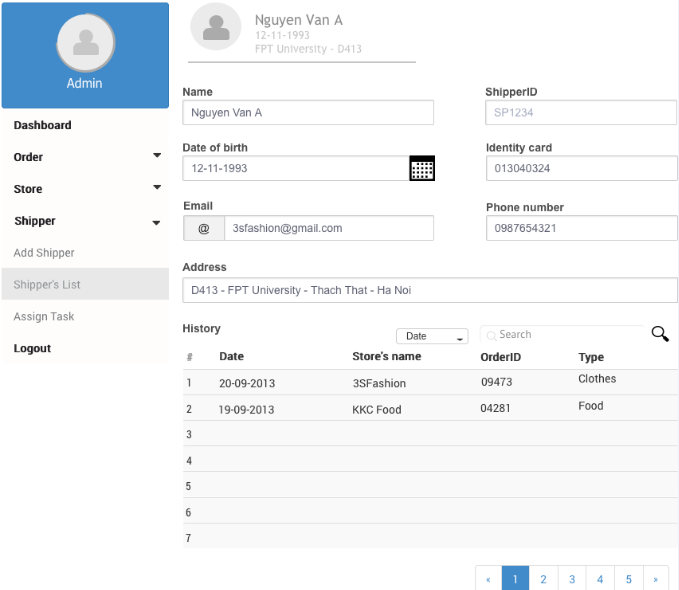 Admin
Dashboard
Order
Store
Shipper
Add Shipper
Shipper's List
Assign Task
Logout
Nguyen Van A
12-11-1993
FPT University - D413
Name ShipperID
Nguyen Van A SP1234
Date of birth Identity card
12-11-1993 013040324
Email Phone number
@ 3sfashion@gmail.com 0987654321
Address
D413 - FPT University - Thach That - Ha Noi
History Date Search
# Date Store's name OrderID Type
1 20-09-2013 3SFashion 09473 Clothes
2 19-09-2013 KKC Food 04281 Food
3
4
5
6
7
« 1 2 3 4 5 »